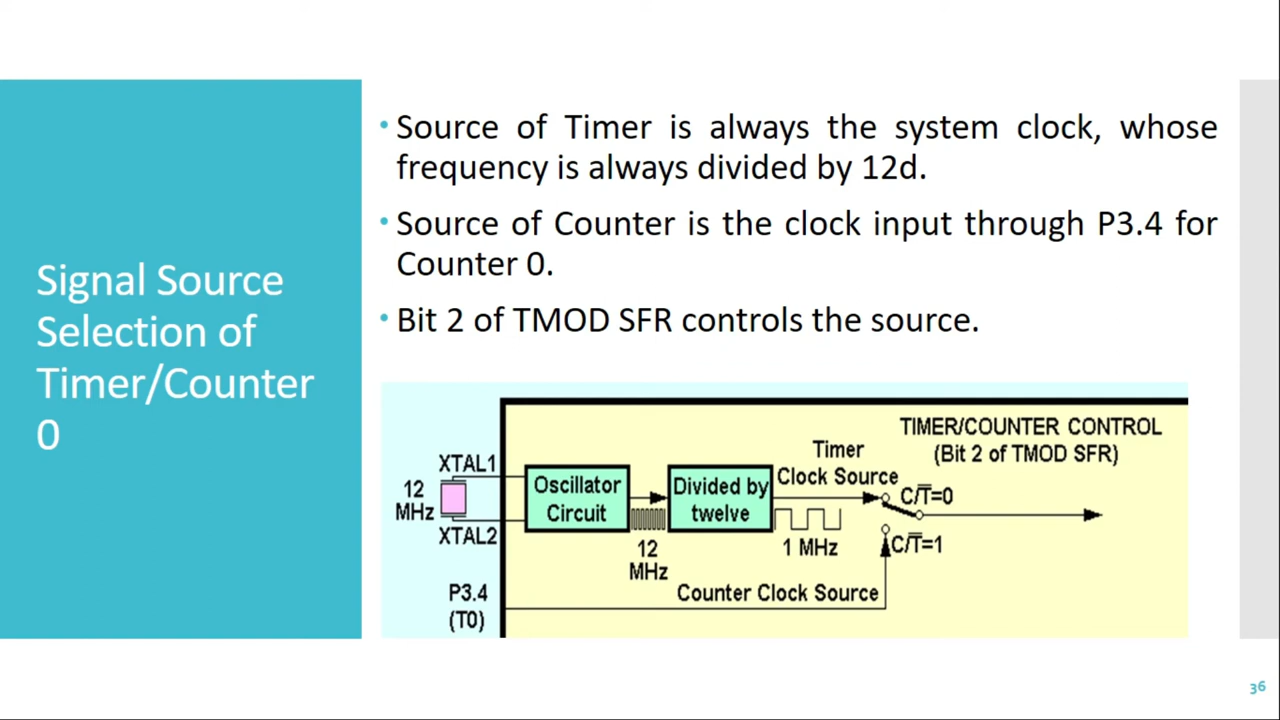 Signal Source
Selection of
Timer/Counter
0
• Source of Timer is always the system clock, whose
frequency is always divided by 12d.
• Source of Counter is the clock input through P3.4 for
Counter 0.
• Bit 2 of TMOD SFR controls the source.
TIMER/COUNTER CONTROL
(Bit 2 of TMOD SFR)
Timer
Clock Source
XTAL1
12
MHz
XTAL2
Oscillator
Circuit
12
MHz
Divided by
twelve
1 MHz
C/T̅=0
C/T̅=1
Counter Clock Source
P3.4
(T0)
36